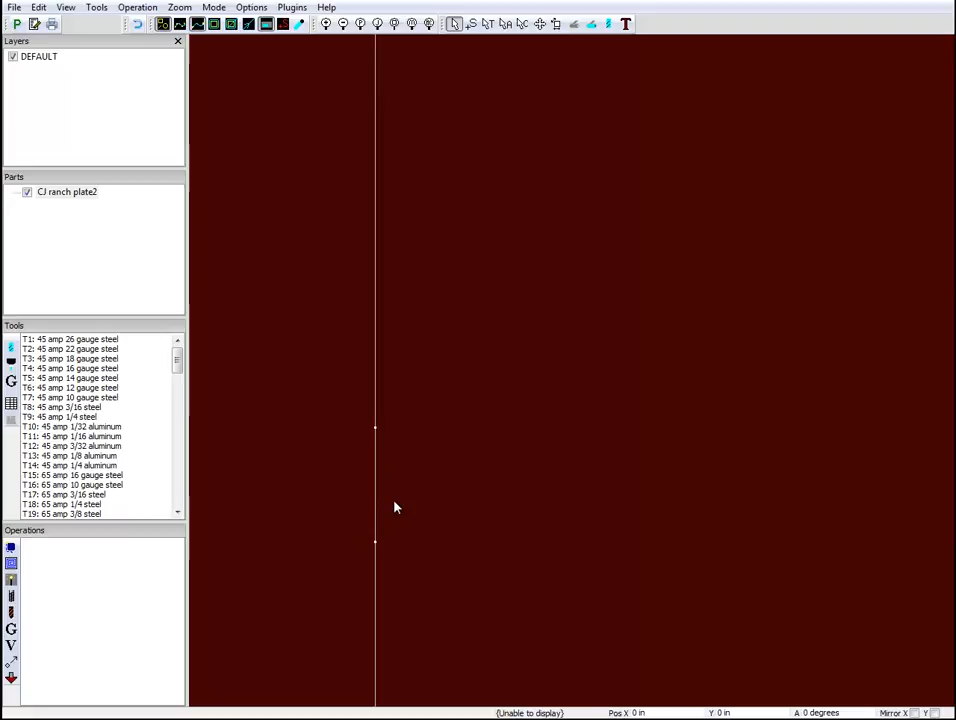 File Edit View Tools Operation Zoom Mode Options Plugins Help
P T
Layers
DEFAULT
Parts
CJ ranch plate2
Tools
T1: 45 amp 26 gauge steel
T2: 45 amp 22 gauge steel
T3: 45 amp 18 gauge steel
T4: 45 amp 16 gauge steel
T5: 45 amp 14 gauge steel
T6: 45 amp 12 gauge steel
T7: 45 amp 10 gauge steel
T8: 45 amp 3/16 steel
T9: 45 amp 1/4 steel
T10: 45 amp 1/32 aluminum
T11: 45 amp 1/16 aluminum
T12: 45 amp 3/32 aluminum
T13: 45 amp 1/8 aluminum
T14: 45 amp 1/4 aluminum
T15: 65 amp 16 gauge steel
T16: 65 amp 10 gauge steel
T17: 65 amp 3/16 steel
T18: 65 amp 1/4 steel
T19: 65 amp 3/8 steel
G
Operations
G
V
(Unable to display) Pos X 0 in Y: 0 in A 0 degrees Mirror X Y